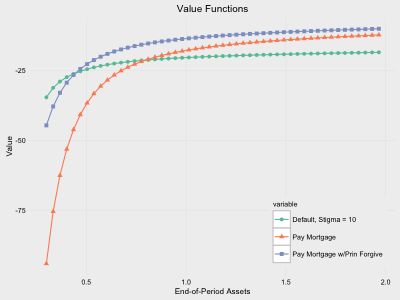 Value Functions
-25
-50
-75
Value
0.5
1.0
1.5
2.0
End-of-Period Assets
variable
Default, Stigma = 10
Pay Mortgage
Pay Mortgage w/Prin Forgive